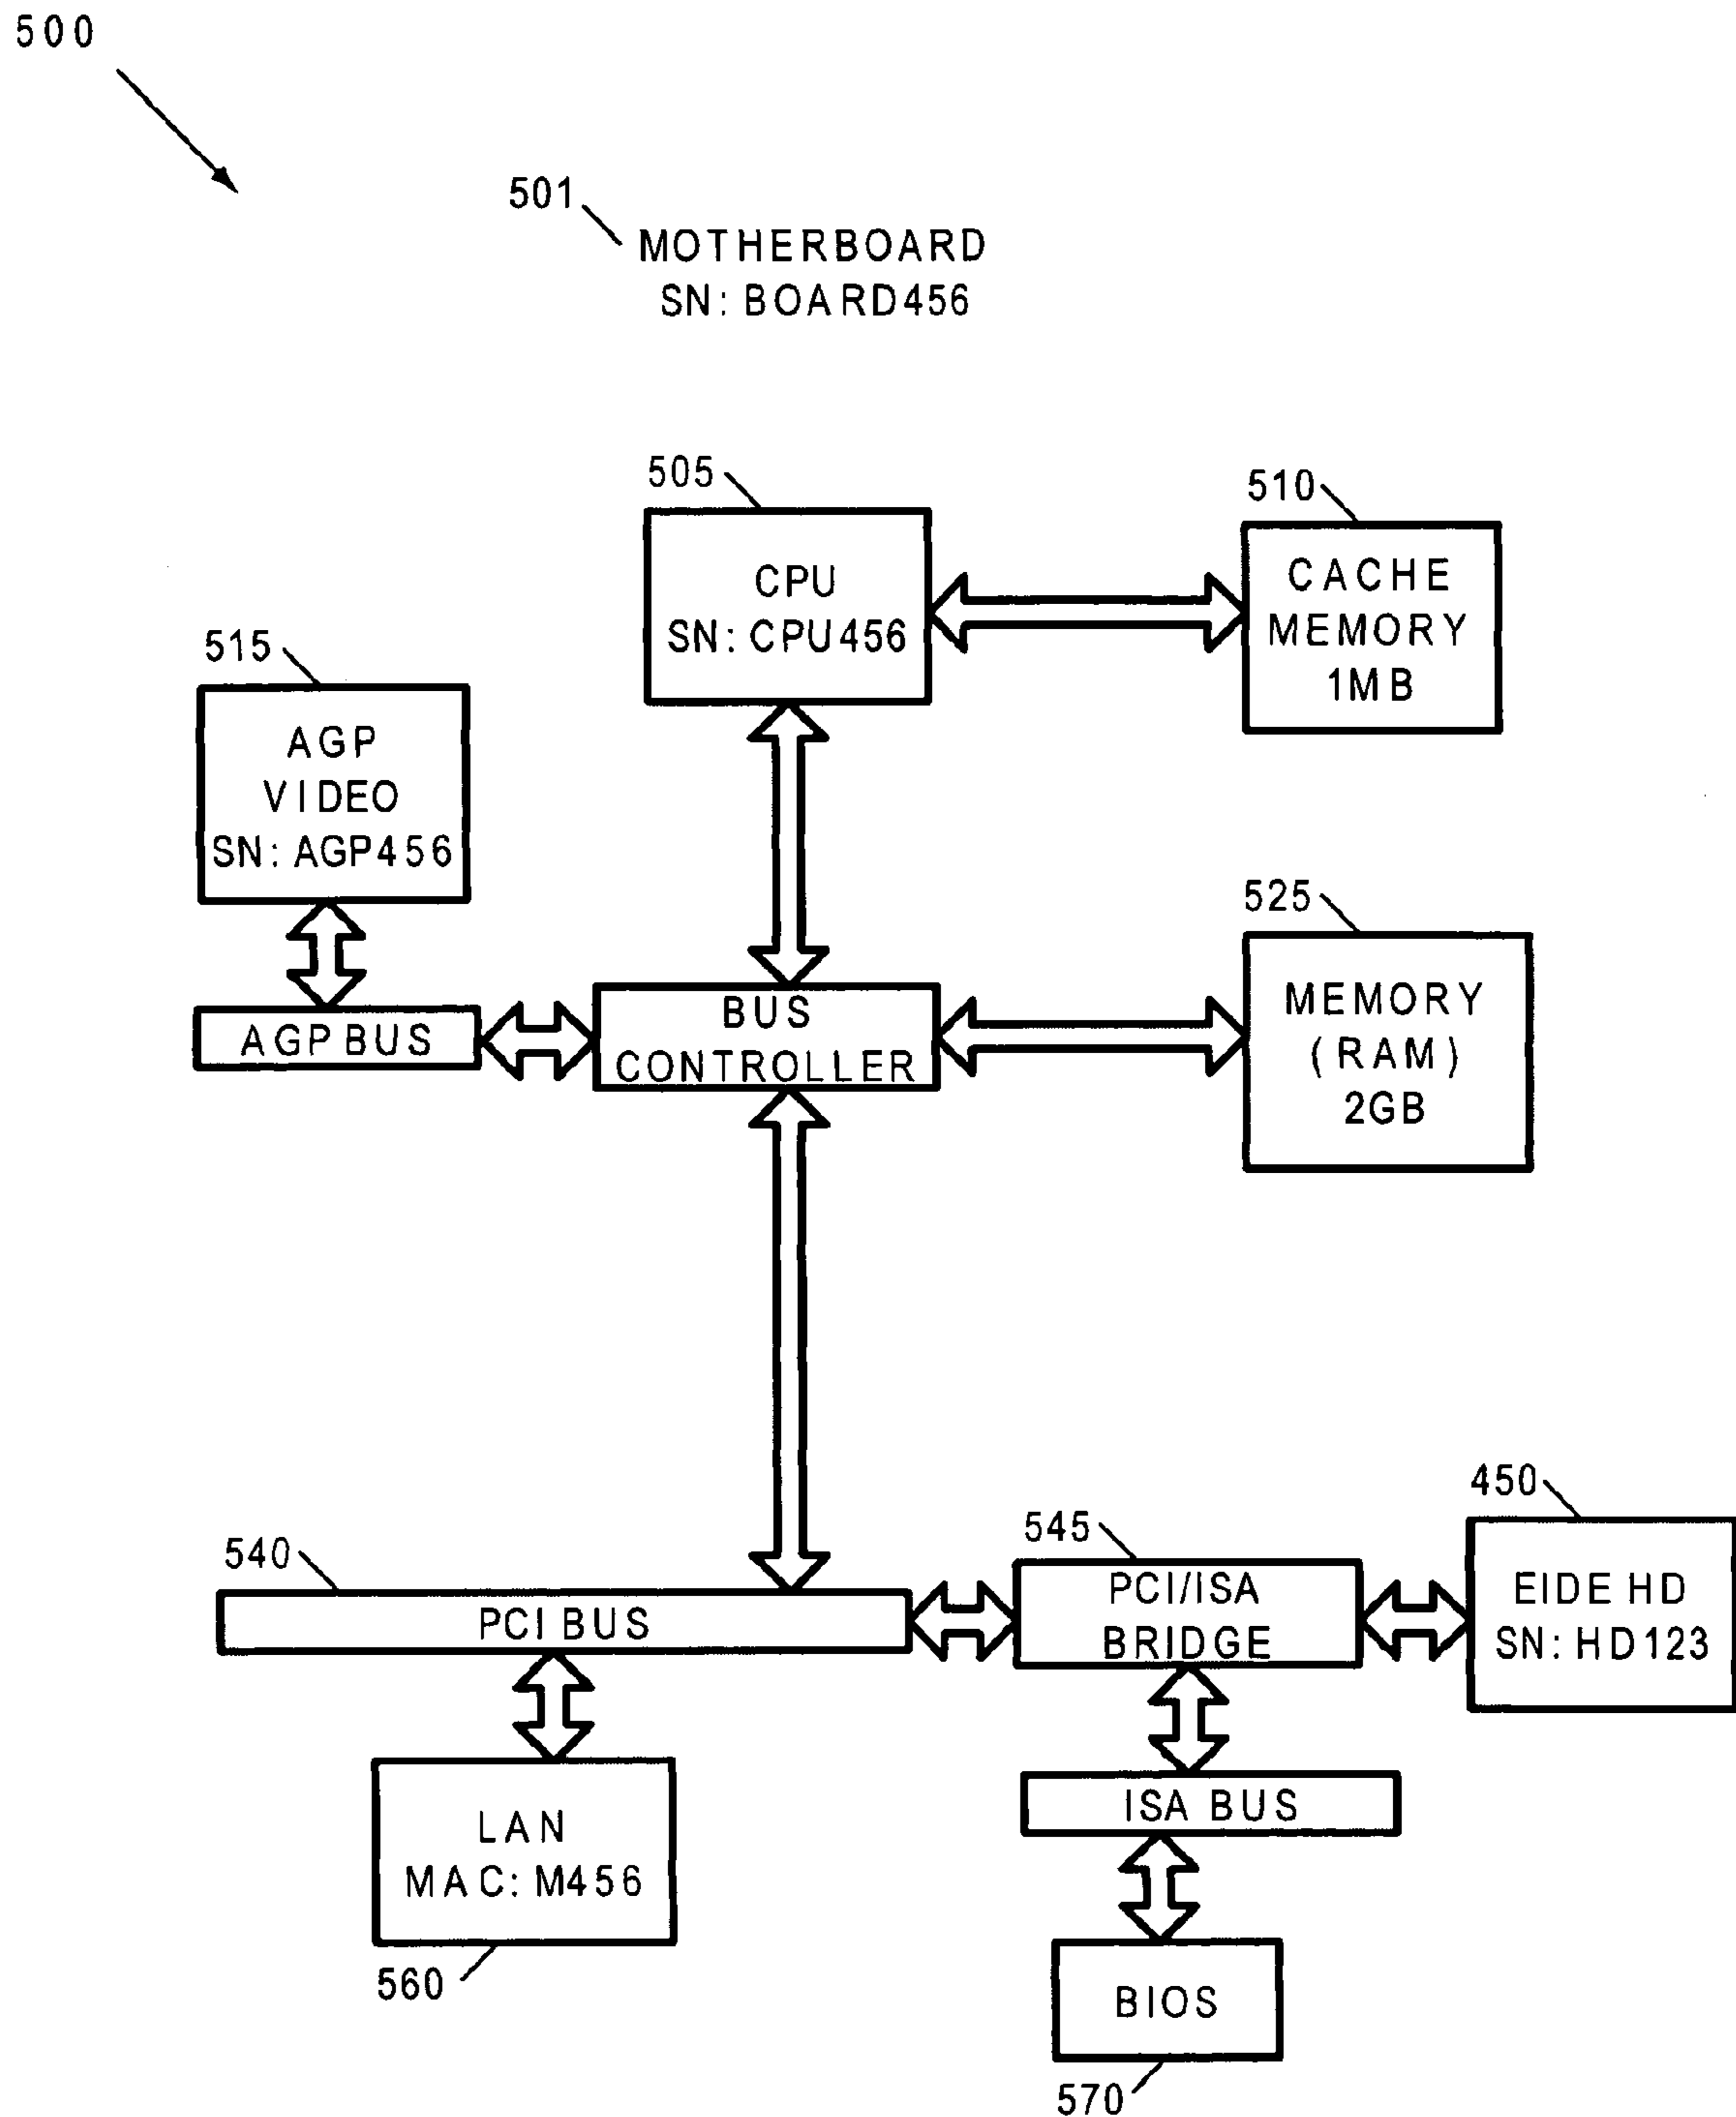 500
501
MOTHERBOARD
SN: BOARD456
505
CPU
SN: CPU456
510
CACHE
MEMORY
1MB
515
AGP
VIDEO
SN: AGP456
525
MEMORY
(RAM)
2GB
AGP BUS
BUS
CONTROLLER
540
PCI BUS
545
PCI/ISA
BRIDGE
450
EIDE HD
SN: HD123
LAN
MAC: M456
560
ISA BUS
BIOS
570